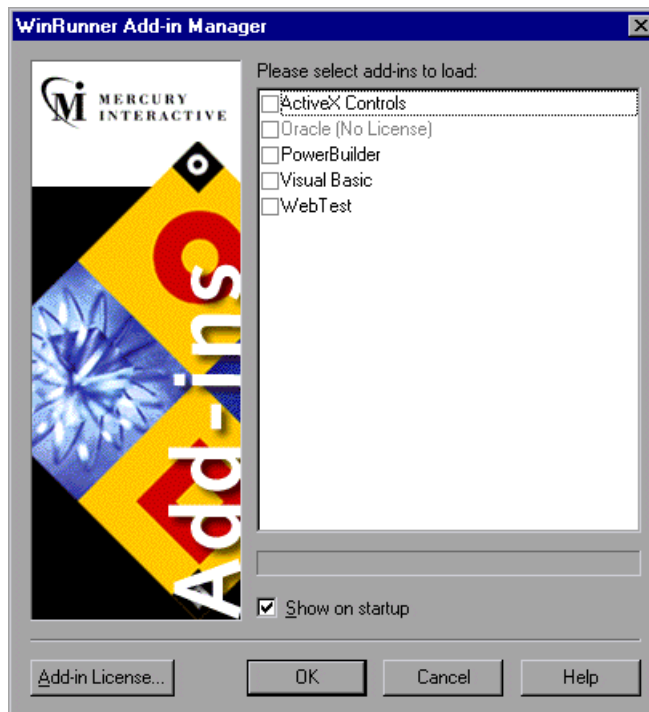 WinRunner Add-in Manager
MERCURY
INTERACTIVE
Add-ins
Please select add-ins to load:
ActiveX Controls
Oracle (No License)
PowerBuilder
Visual Basic
WebTest
Show on startup
Add-in License...
OK
Cancel
Help